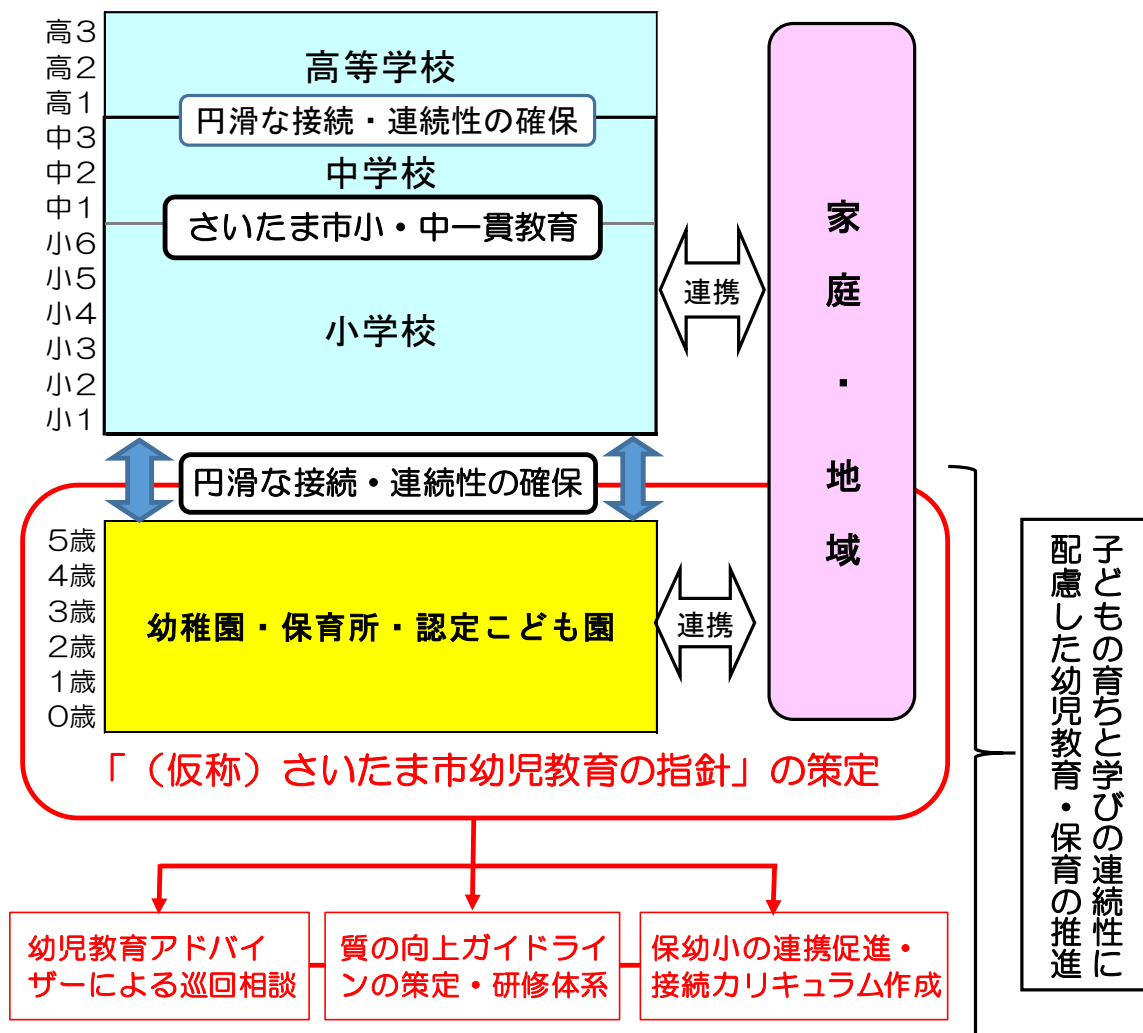 高3
高2
高1
中3
中2
中1
小6
小5
小4
小3
小2
小1
高等学校
円滑な接続・連続性の確保
中学校
さいたま市小・中一貫教育
小学校
連携
家庭・地域
円滑な接続・連続性の確保
5歳
4歳
3歳
2歳
1歳
0歳
幼稚園・保育所・認定こども園
連携
「（仮称）さいたま市幼児教育の指針」の策定
子どもの育ちと学びの連続性に
配慮した幼児教育・保育の推進
幼児教育アドバイ
ザーによる巡回相談
質の向上ガイドライ
ンの策定・研修体系
保幼小の連携促進・
接続カリキュラム作成